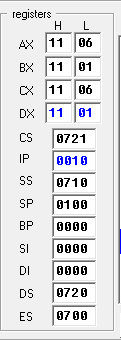 registers
H L
AX 11 06
BX 11 01
CX 11 06
DX 11 01
CS 0721
IP 0010
SS 0710
SP 0100
BP 0000
SI 0000
DI 0000
DS 0720
ES 0700